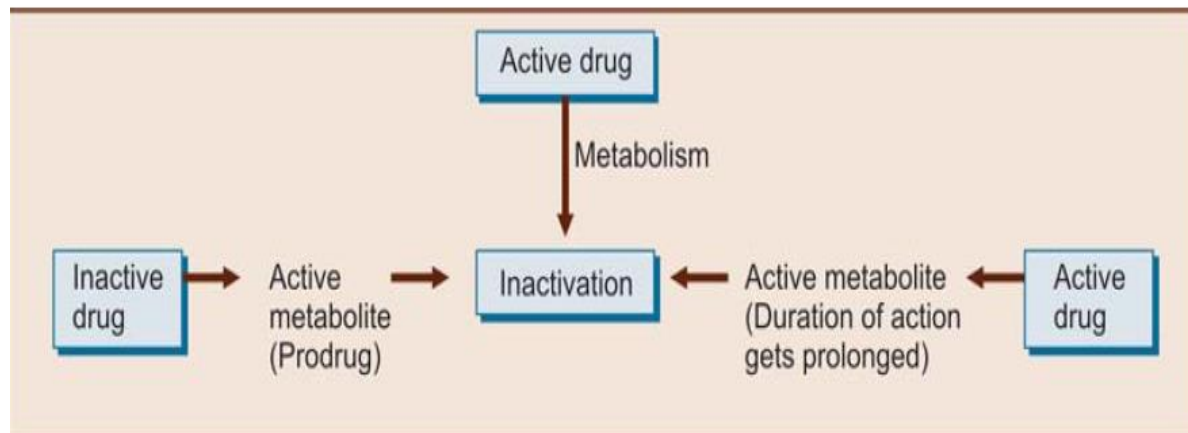 Active drug
Metabolism
Inactive
drug
Active
metabolite
(Prodrug)
Inactivation
Active metabolite
(Duration of action
gets prolonged)
Active
drug